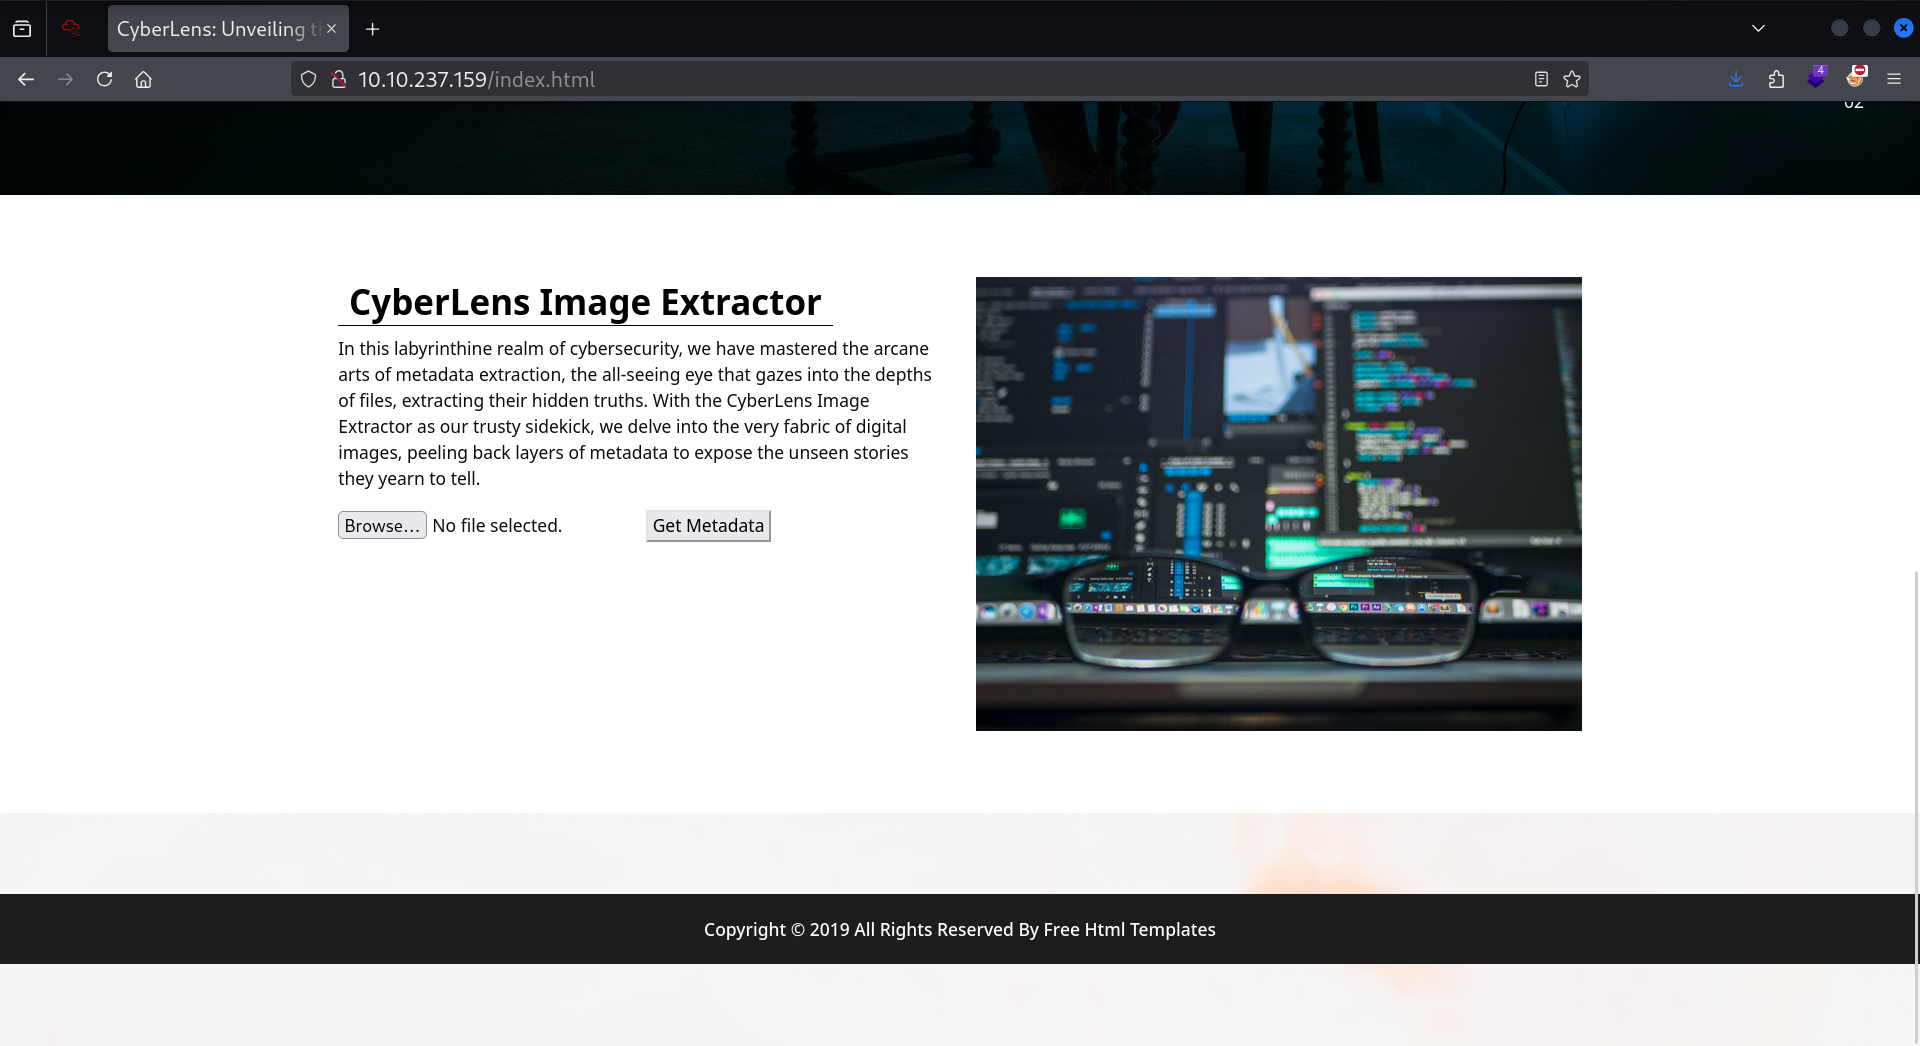 CyberLens: Unveiling t
10.10.237.159/index.html
4
02
CyberLens Image Extractor
In this labyrinthine realm of cybersecurity, we have mastered the arcane
arts of metadata extraction, the all-seeing eye that gazes into the depths
of files, extracting their hidden truths. With the CyberLens Image
Extractor as our trusty sidekick, we delve into the very fabric of digital
images, peeling back layers of metadata to expose the unseen stories
they yearn to tell.
Browse... No file selected. Get Metadata
Copyright © 2019 All Rights Reserved By Free Html Templates